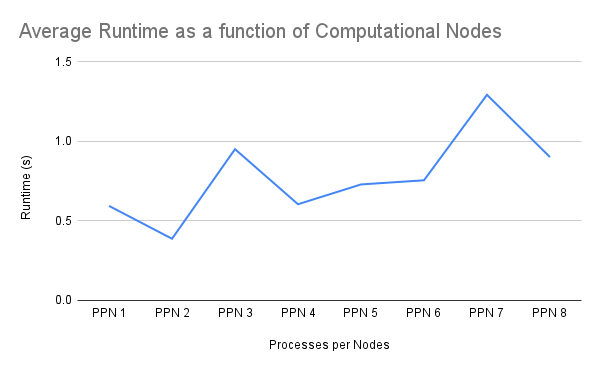 Average Runtime as a function of Computational Nodes
1.5
1.0
0.5
0.0
Runtime (s)
PPN 1 PPN 2 PPN 3 PPN 4 PPN 5 PPN 6 PPN 7 PPN 8
Processes per Nodes